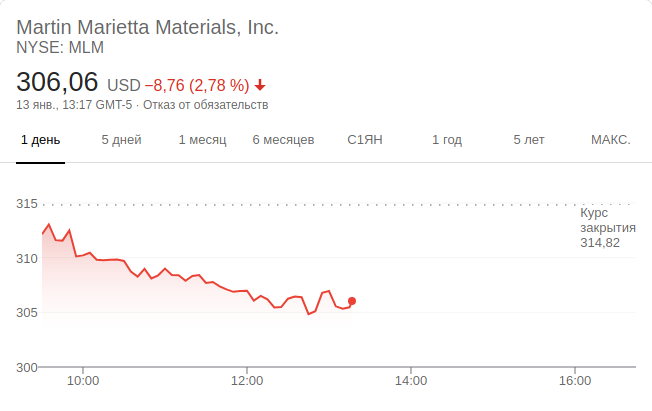 Martin Marietta Materials, Inc.
NYSE: MLM
306,06 USD −8,76 (2,78 %)
13 янв., 13:17 GMT-5 · Отказ от обязательств
1 день 5 дней 1 месяц 6 месяцев С1ЯН 1 год 5 лет МАКС.
315
Курс
закрытия
314,82
310
305
300
10:00 12:00 14:00 16:00